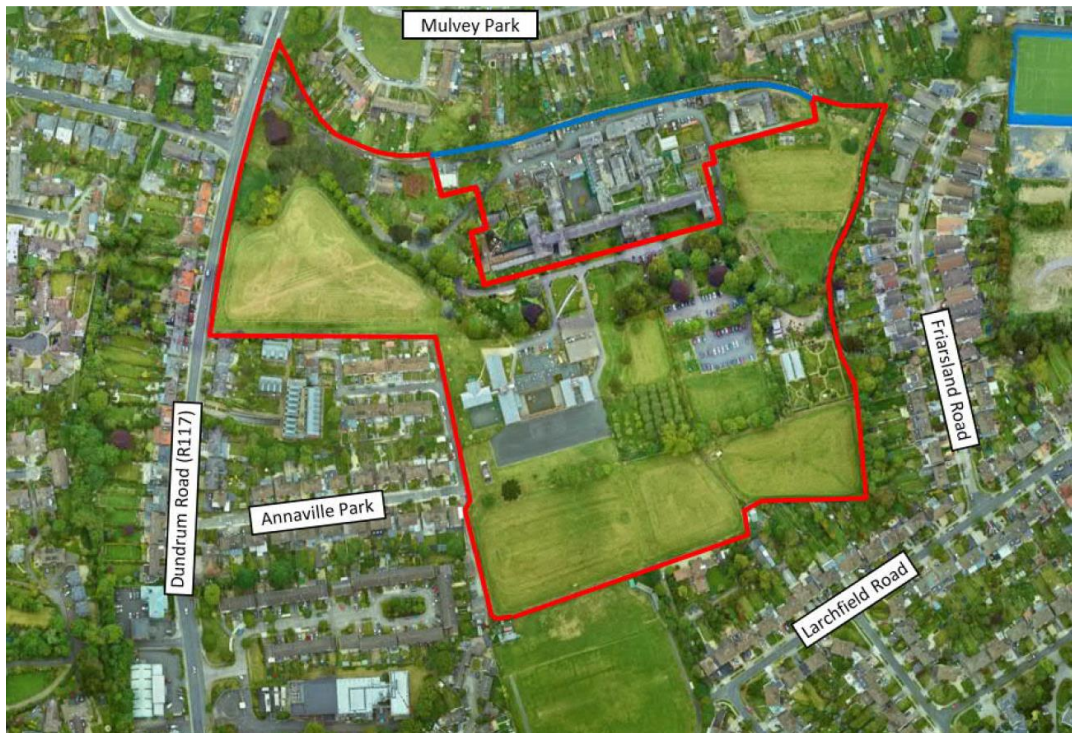 Mulvey Park
Friarsland Road
Dundrum Road (R117)
Annaville Park
Larchfield Road